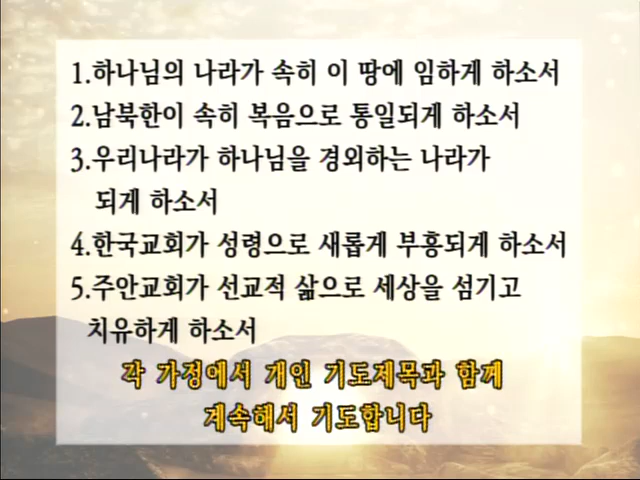 1.하나님의 나라가 속히 이 땅에 임하게 하소서
2.남북한이 속히 복음으로 통일되게 하소서
3.우리나라가 하나님을 경외하는 나라가
되게 하소서
4.한국교회가 성령으로 새롭게 부흥되게 하소서
5.주안교회가 선교적 삶으로 세상을 섬기고
치유하게 하소서
각 가정에서 개인 기도제목과 함께
계속해서 기도합니다